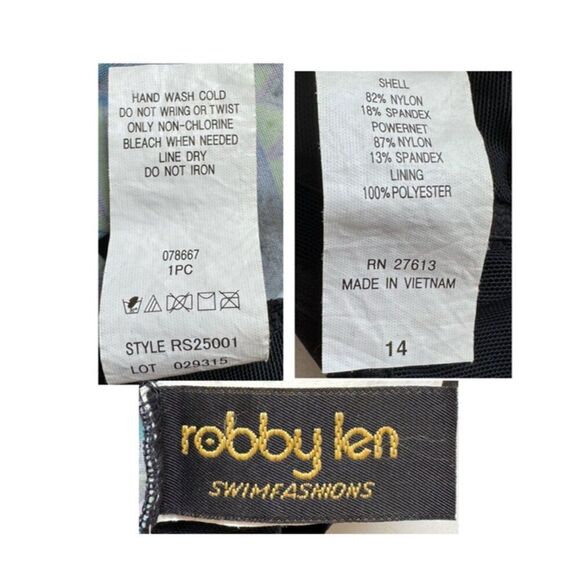 HAND WASH COLD
DO NOT WRING OR TWIST
ONLY NON-CHLORINE
BLEACH WHEN NEEDED
LINE DRY
DO NOT IRON
078667
1PC
STYLE RS25001
LOT 029315
SHELL
82% NYLON
18% SPANDEX
POWERNET
87% NYLON
13% SPANDEX
LINING
100% POLYESTER
RN 27613
MADE IN VIETNAM
14
robby len
SWIMFASHIONS